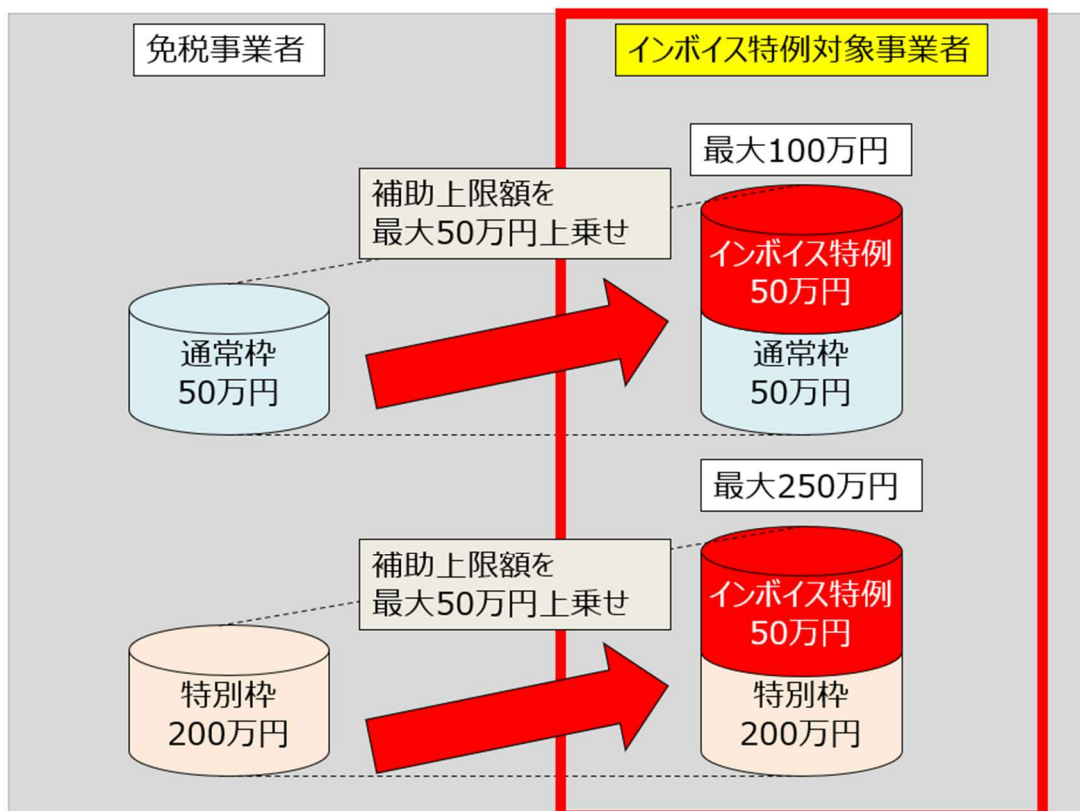 免税事業者
インボイス特例対象事業者
最大100万円
補助上限額を
最大50万円上乗せ
インボイス特例
50万円
通常枠
50万円
通常枠
50万円
最大250万円
補助上限額を
最大50万円上乗せ
インボイス特例
50万円
特別枠
200万円
特別枠
200万円